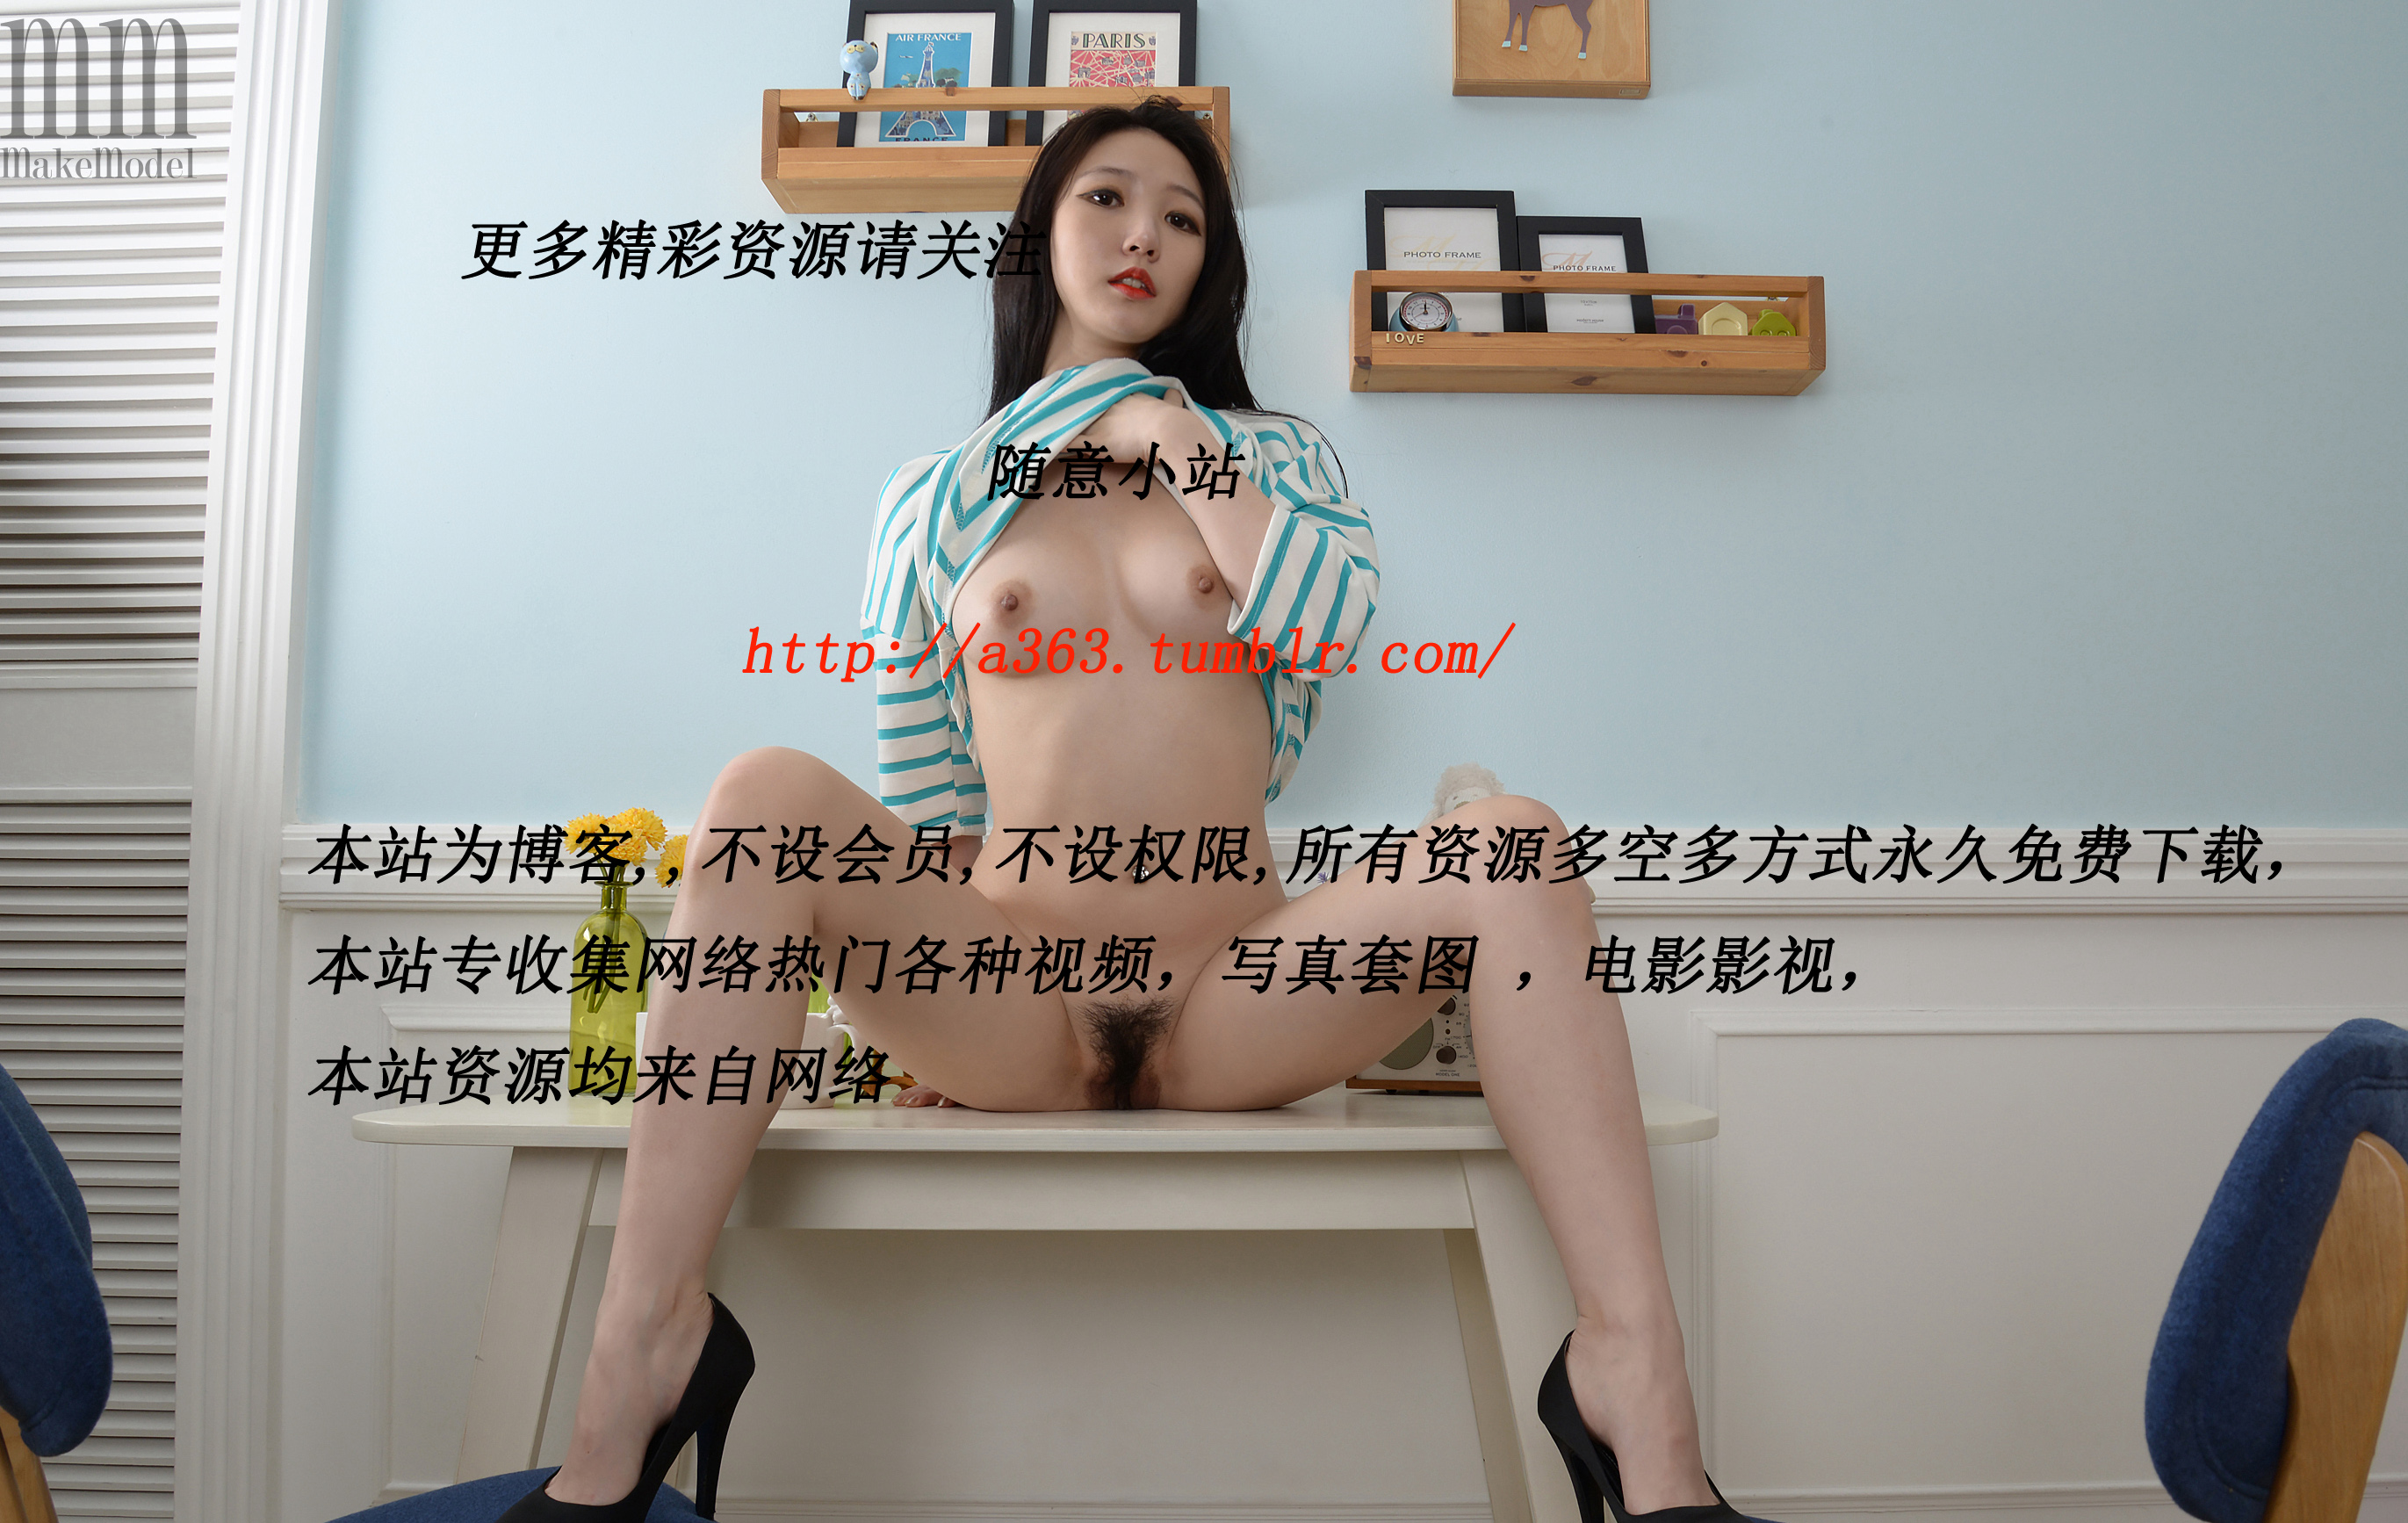 mm
MakeModel
AIR FRANCE
FRANCE
PARIS
更多精彩资源请关注
PHOTO FRAME
PHOTO FRAME
LOVE
随意小站
http://a363.tumblr.com/
本站为博客,,不设会员,不设权限,所有资源多空多方式永久免费下载，
本站专收集网络热门各种视频，写真套图 ，电影影视，
本站资源均来自网络